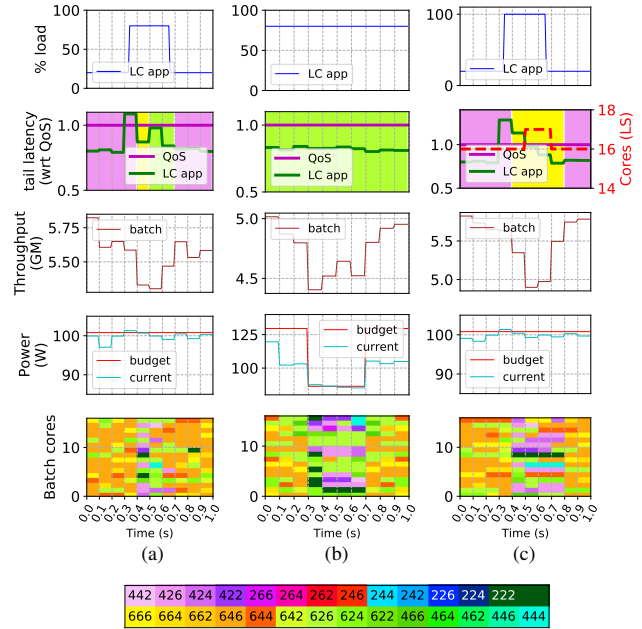 100
50
0
% load
LC app
100
50
0
LC app
100
50
0
LC app
1.0
0.5
tail latency
(wrt QoS)
QoS
LC app
1.0
0.5
QoS
LC app
1.0
0.5
QoS
LC app
18
16
14
Cores (LS)
5.75
5.50
Throughput
(GM)
batch
5.0
4.5
batch
5.5
5.0
batch
100
90
Power
(W)
budget
current
125
100
budget
current
100
90
budget
current
10
0
Batch cores
10
0
10
0
0.0 0.1 0.2 0.3 0.4 0.5 0.6 0.7 0.8 0.9 1.0
0.0 0.1 0.2 0.3 0.4 0.5 0.6 0.7 0.8 0.9 1.0
0.0 0.1 0.2 0.3 0.4 0.5 0.6 0.7 0.8 0.9 1.0
Time (s)
Time (s)
Time (s)
(a)
(b)
(c)
442 426 424 422 266 264 262 246 244 242 226 224 222
666 662 646 644 642 626 624 622 466 464 462 446 444